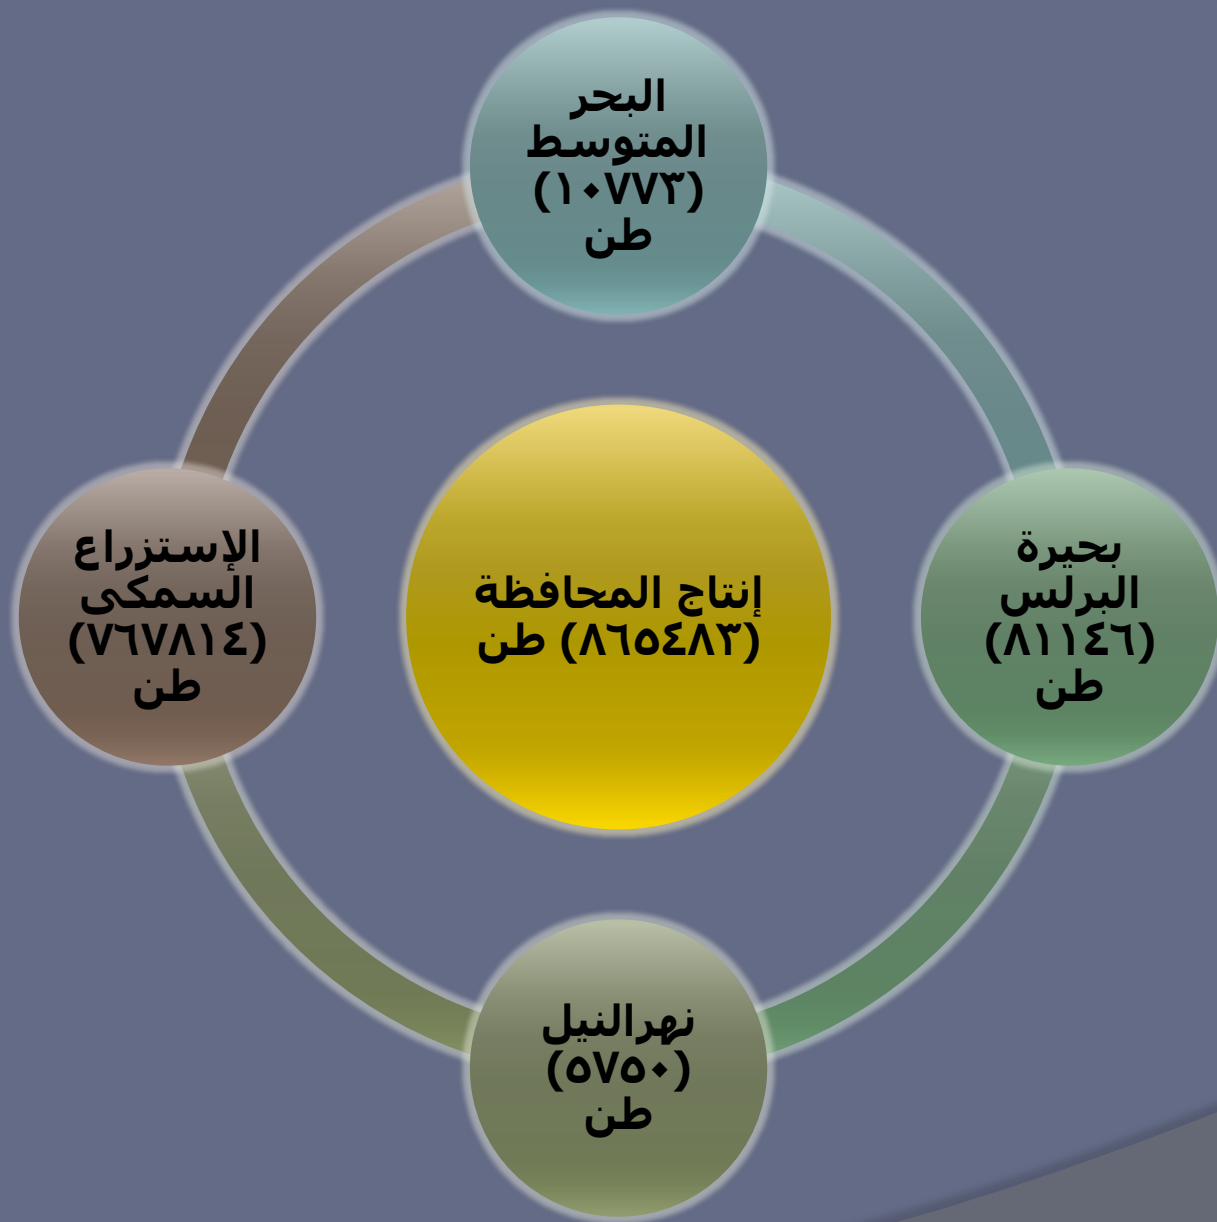 البحر
المتوسط
(١٠٧٧٣)
طن
بحيرة
البرلس
(٨١١٤٦)
طن
نهرالنيل
(٥٧٥٠)
طن
الإستزراع
السمكى
(٧٦٧٨١٤)
طن
إنتاج المحافظة
(٨٦٥٤٨٣) طن